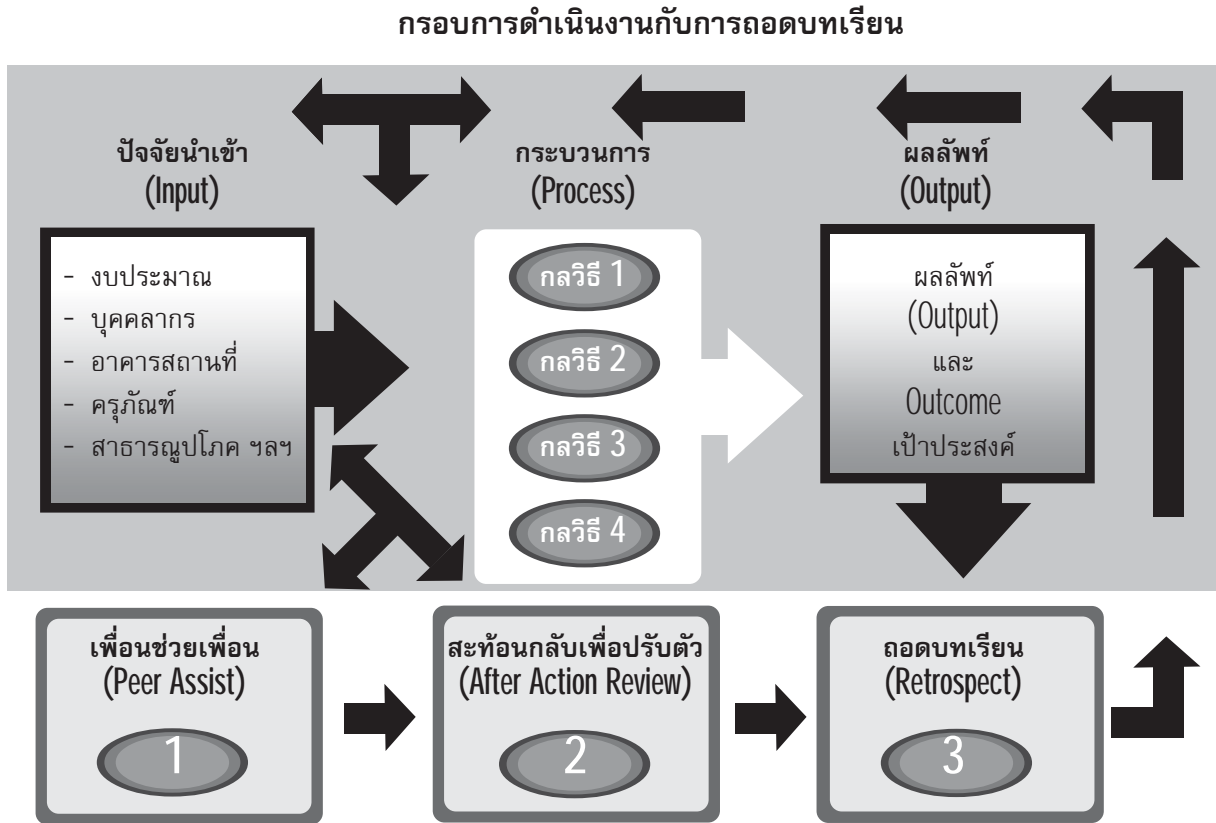 กรอบการดำเนินงานกับการถอดบทเรียน
ปัจจัยนำเข้า
(Input)
- งบประมาณ
- บุคคลากร
- อาคารสถานที่
- ครุภัณฑ์
- สาธารณูปโภค ฯลฯ
กระบวนการ
(Process)
กลวิธี 1
กลวิธี 2
กลวิธี 3
กลวิธี 4
ผลลัพท์
(Output)
ผลลัพท์
(Output)
และ
Outcome
เป้าประสงค์
เพื่อนช่วยเพื่อน
(Peer Assist)
1
สะท้อนกลับเพื่อปรับตัว
(After Action Review)
2
ถอดบทเรียน
(Retrospect)
3